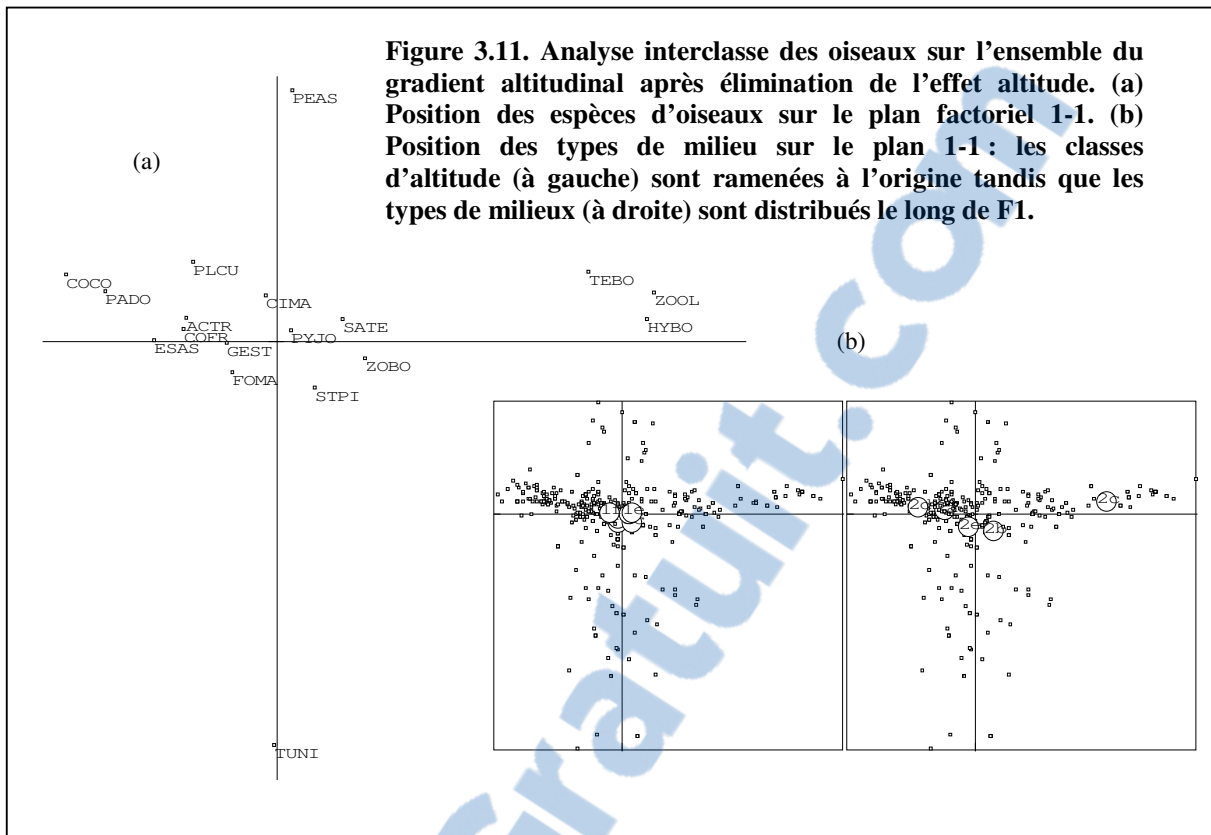 Figure 3.11. Analyse interclasse des oiseaux sur l'ensemble du
gradient altitudinal après élimination de l'effet altitude. (a)
Position des espèces d'oiseaux sur le plan factoriel 1-1. (b)
Position des types de milieu sur le plan 1-1 : les classes
d'altitude (à gauche) sont ramenées à l'origine tandis que les
types de milieux (à droite) sont distribués le long de F1.
(a)
PEAS
PLCU
COCO
PADO
CIMA
ACTR
COFR
ESAS
GEST
PYJO
SATE
FOMA
STPI
ZOBO
TEBO
ZOOL
HYBO
TUNI
(b)
2c
2b
Gratuit.com